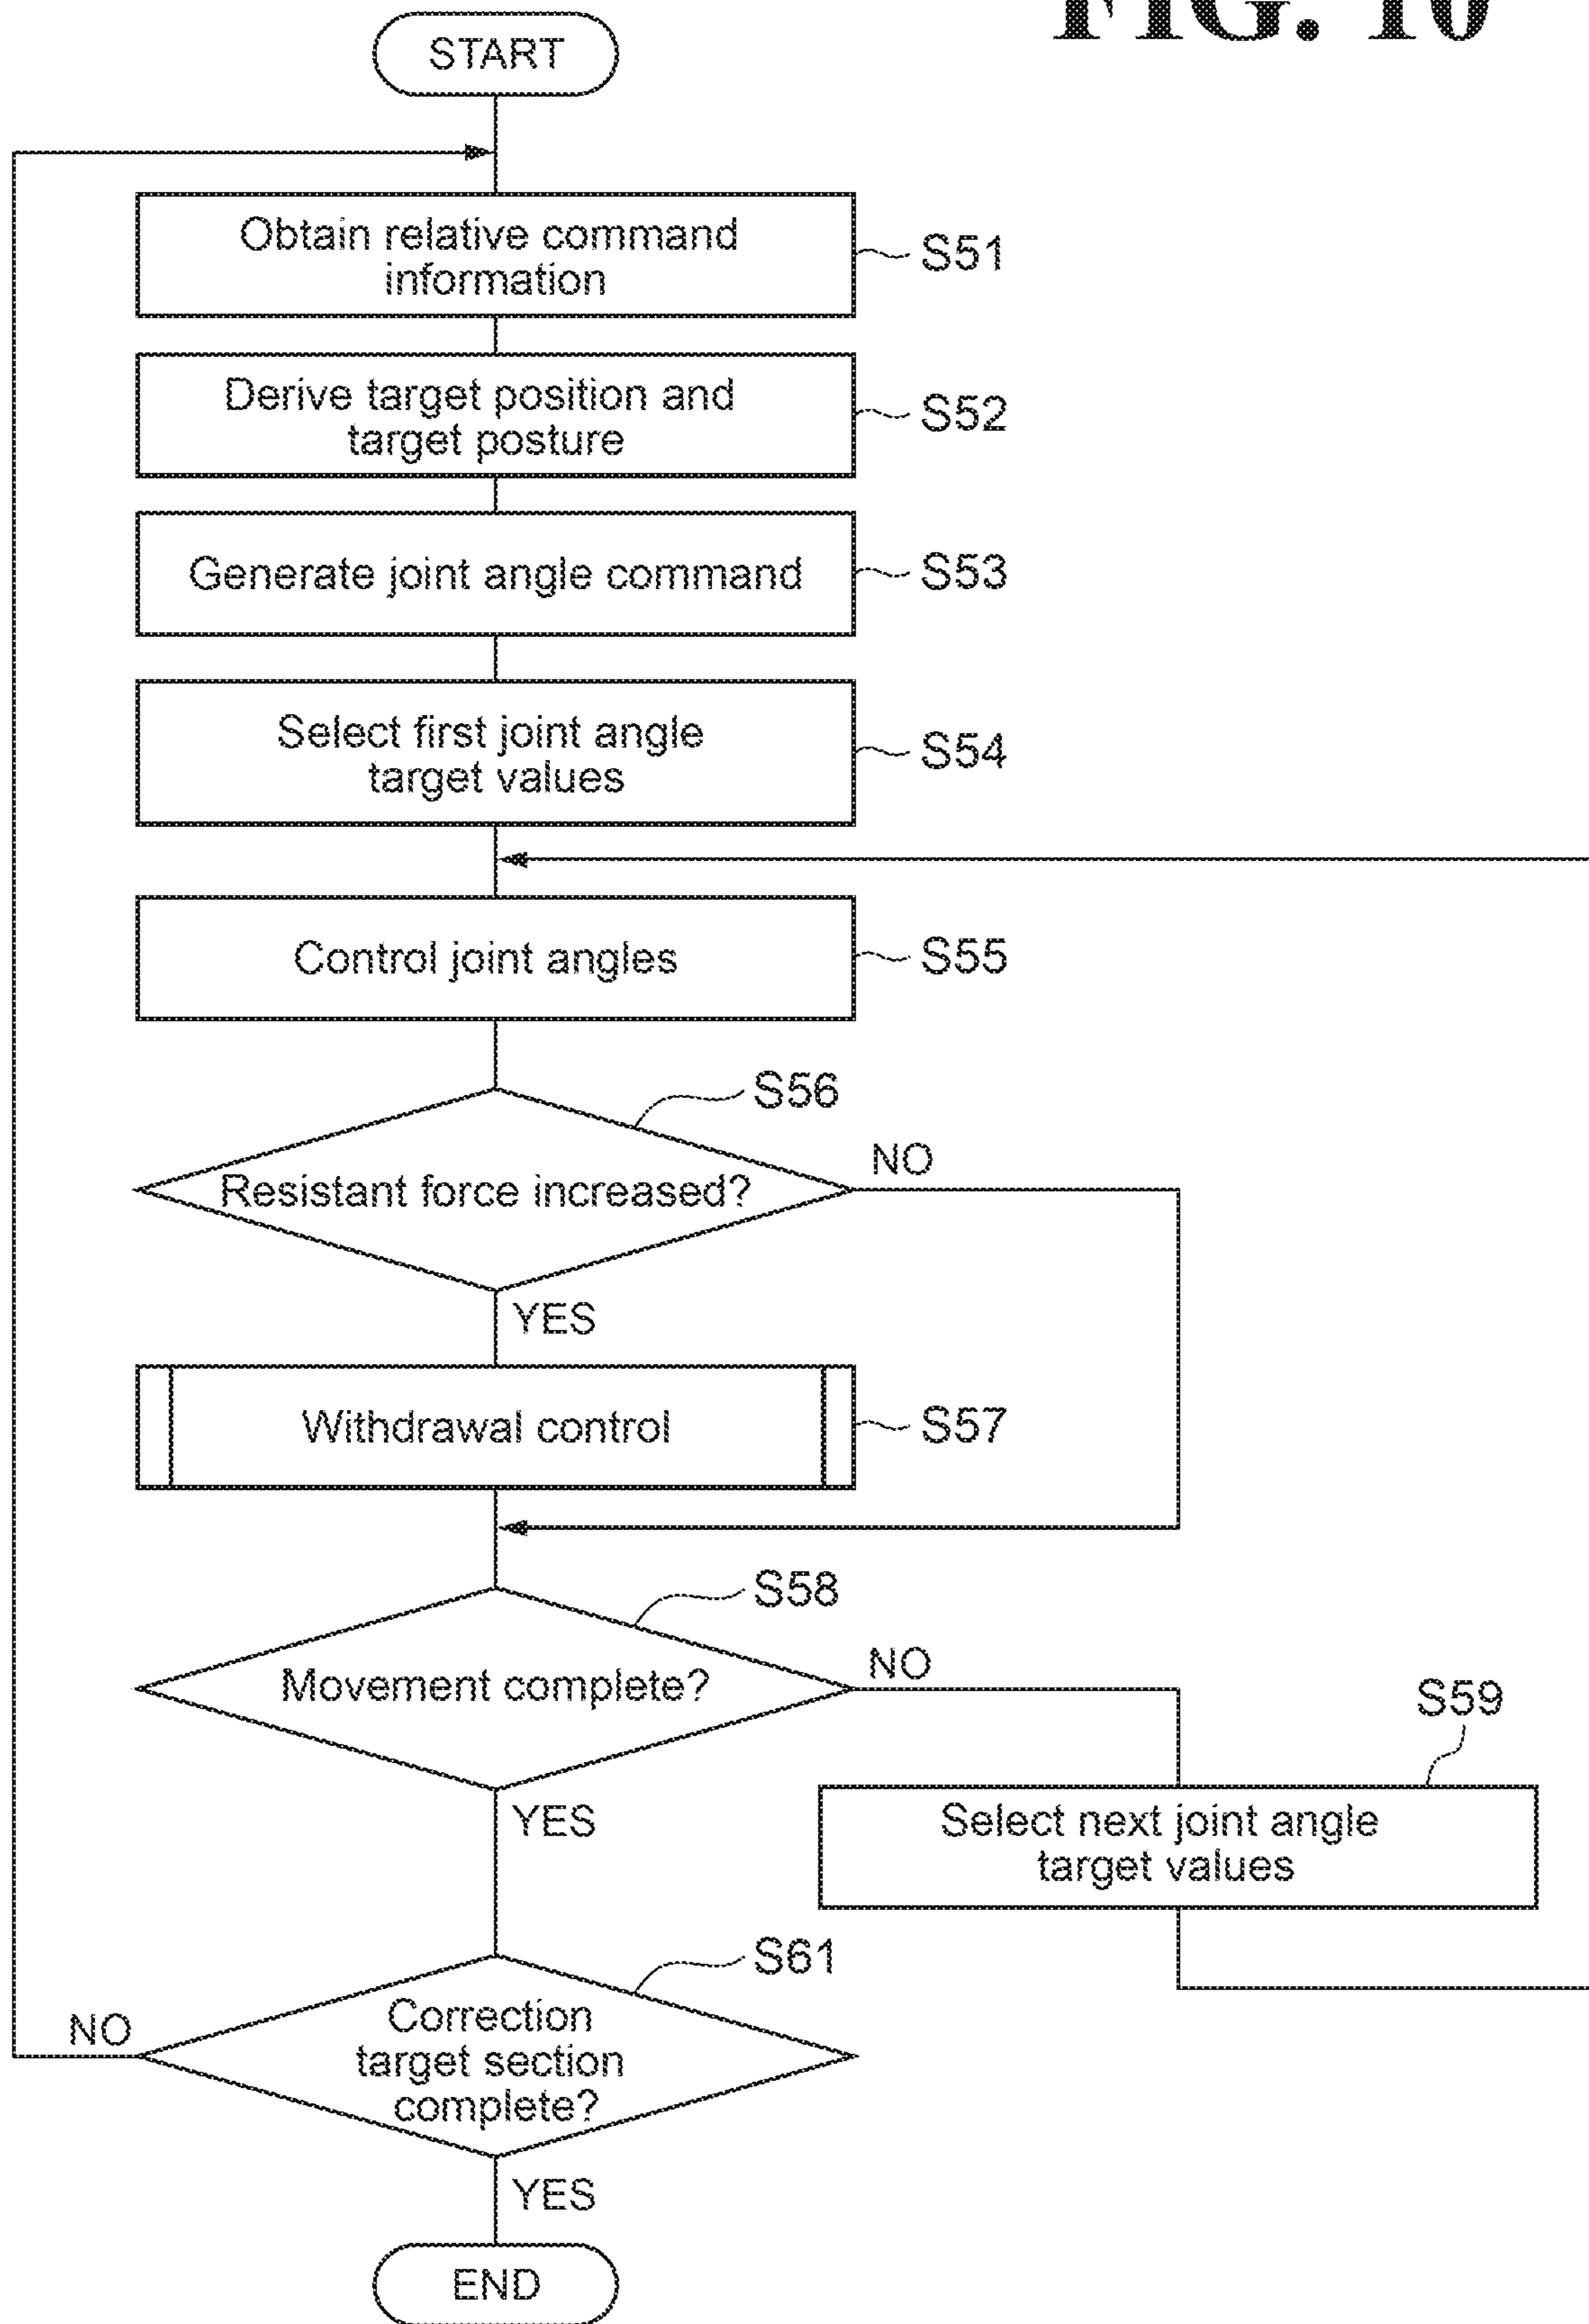 FIG. 10
START
Obtain relative command
information
S51
Derive target position and
target posture
S52
Generate joint angle command
S53
Select first joint angle
target values
S54
Control joint angles
S55
S56
Resistant force increased?
NO
YES
Withdrawal control
S57
S58
Movement complete?
NO
S59
YES
Select next joint angle
target values
S61
NO
Correction
target section
complete?
YES
END